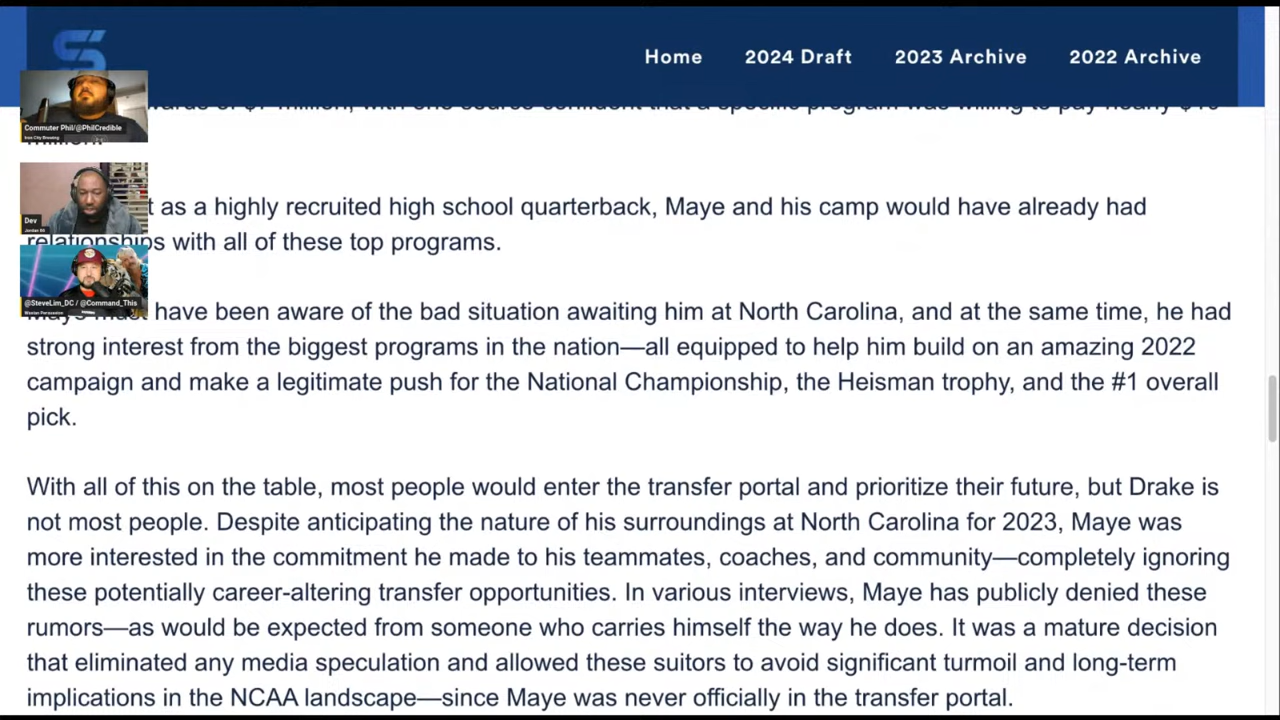 Home 2024 Draft 2023 Archive 2022 Archive
million, with one source confident that a specific program was willing to pay nearly
million.
Commuter Phil/@PhilCredible
Iron City Brewing
as a highly recruited high school quarterback, Maye and his camp would have already had
relationships with all of these top programs.
Dev
Jordan III
have been aware of the bad situation awaiting him at North Carolina, and at the same time, he had
@SteveLim_DC / @Command_This
strong interest from the biggest programs in the nation—all equipped to help him build on an amazing 2022
campaign and make a legitimate push for the National Championship, the Heisman trophy, and the #1 overall
pick.
With all of this on the table, most people would enter the transfer portal and prioritize their future, but Drake is
not most people. Despite anticipating the nature of his surroundings at North Carolina for 2023, Maye was
more interested in the commitment he made to his teammates, coaches, and community—completely ignoring
these potentially career-altering transfer opportunities. In various interviews, Maye has publicly denied these
rumors—as would be expected from someone who carries himself the way he does. It was a mature decision
that eliminated any media speculation and allowed these suitors to avoid significant turmoil and long-term
implications in the NCAA landscape—since Maye was never officially in the transfer portal.